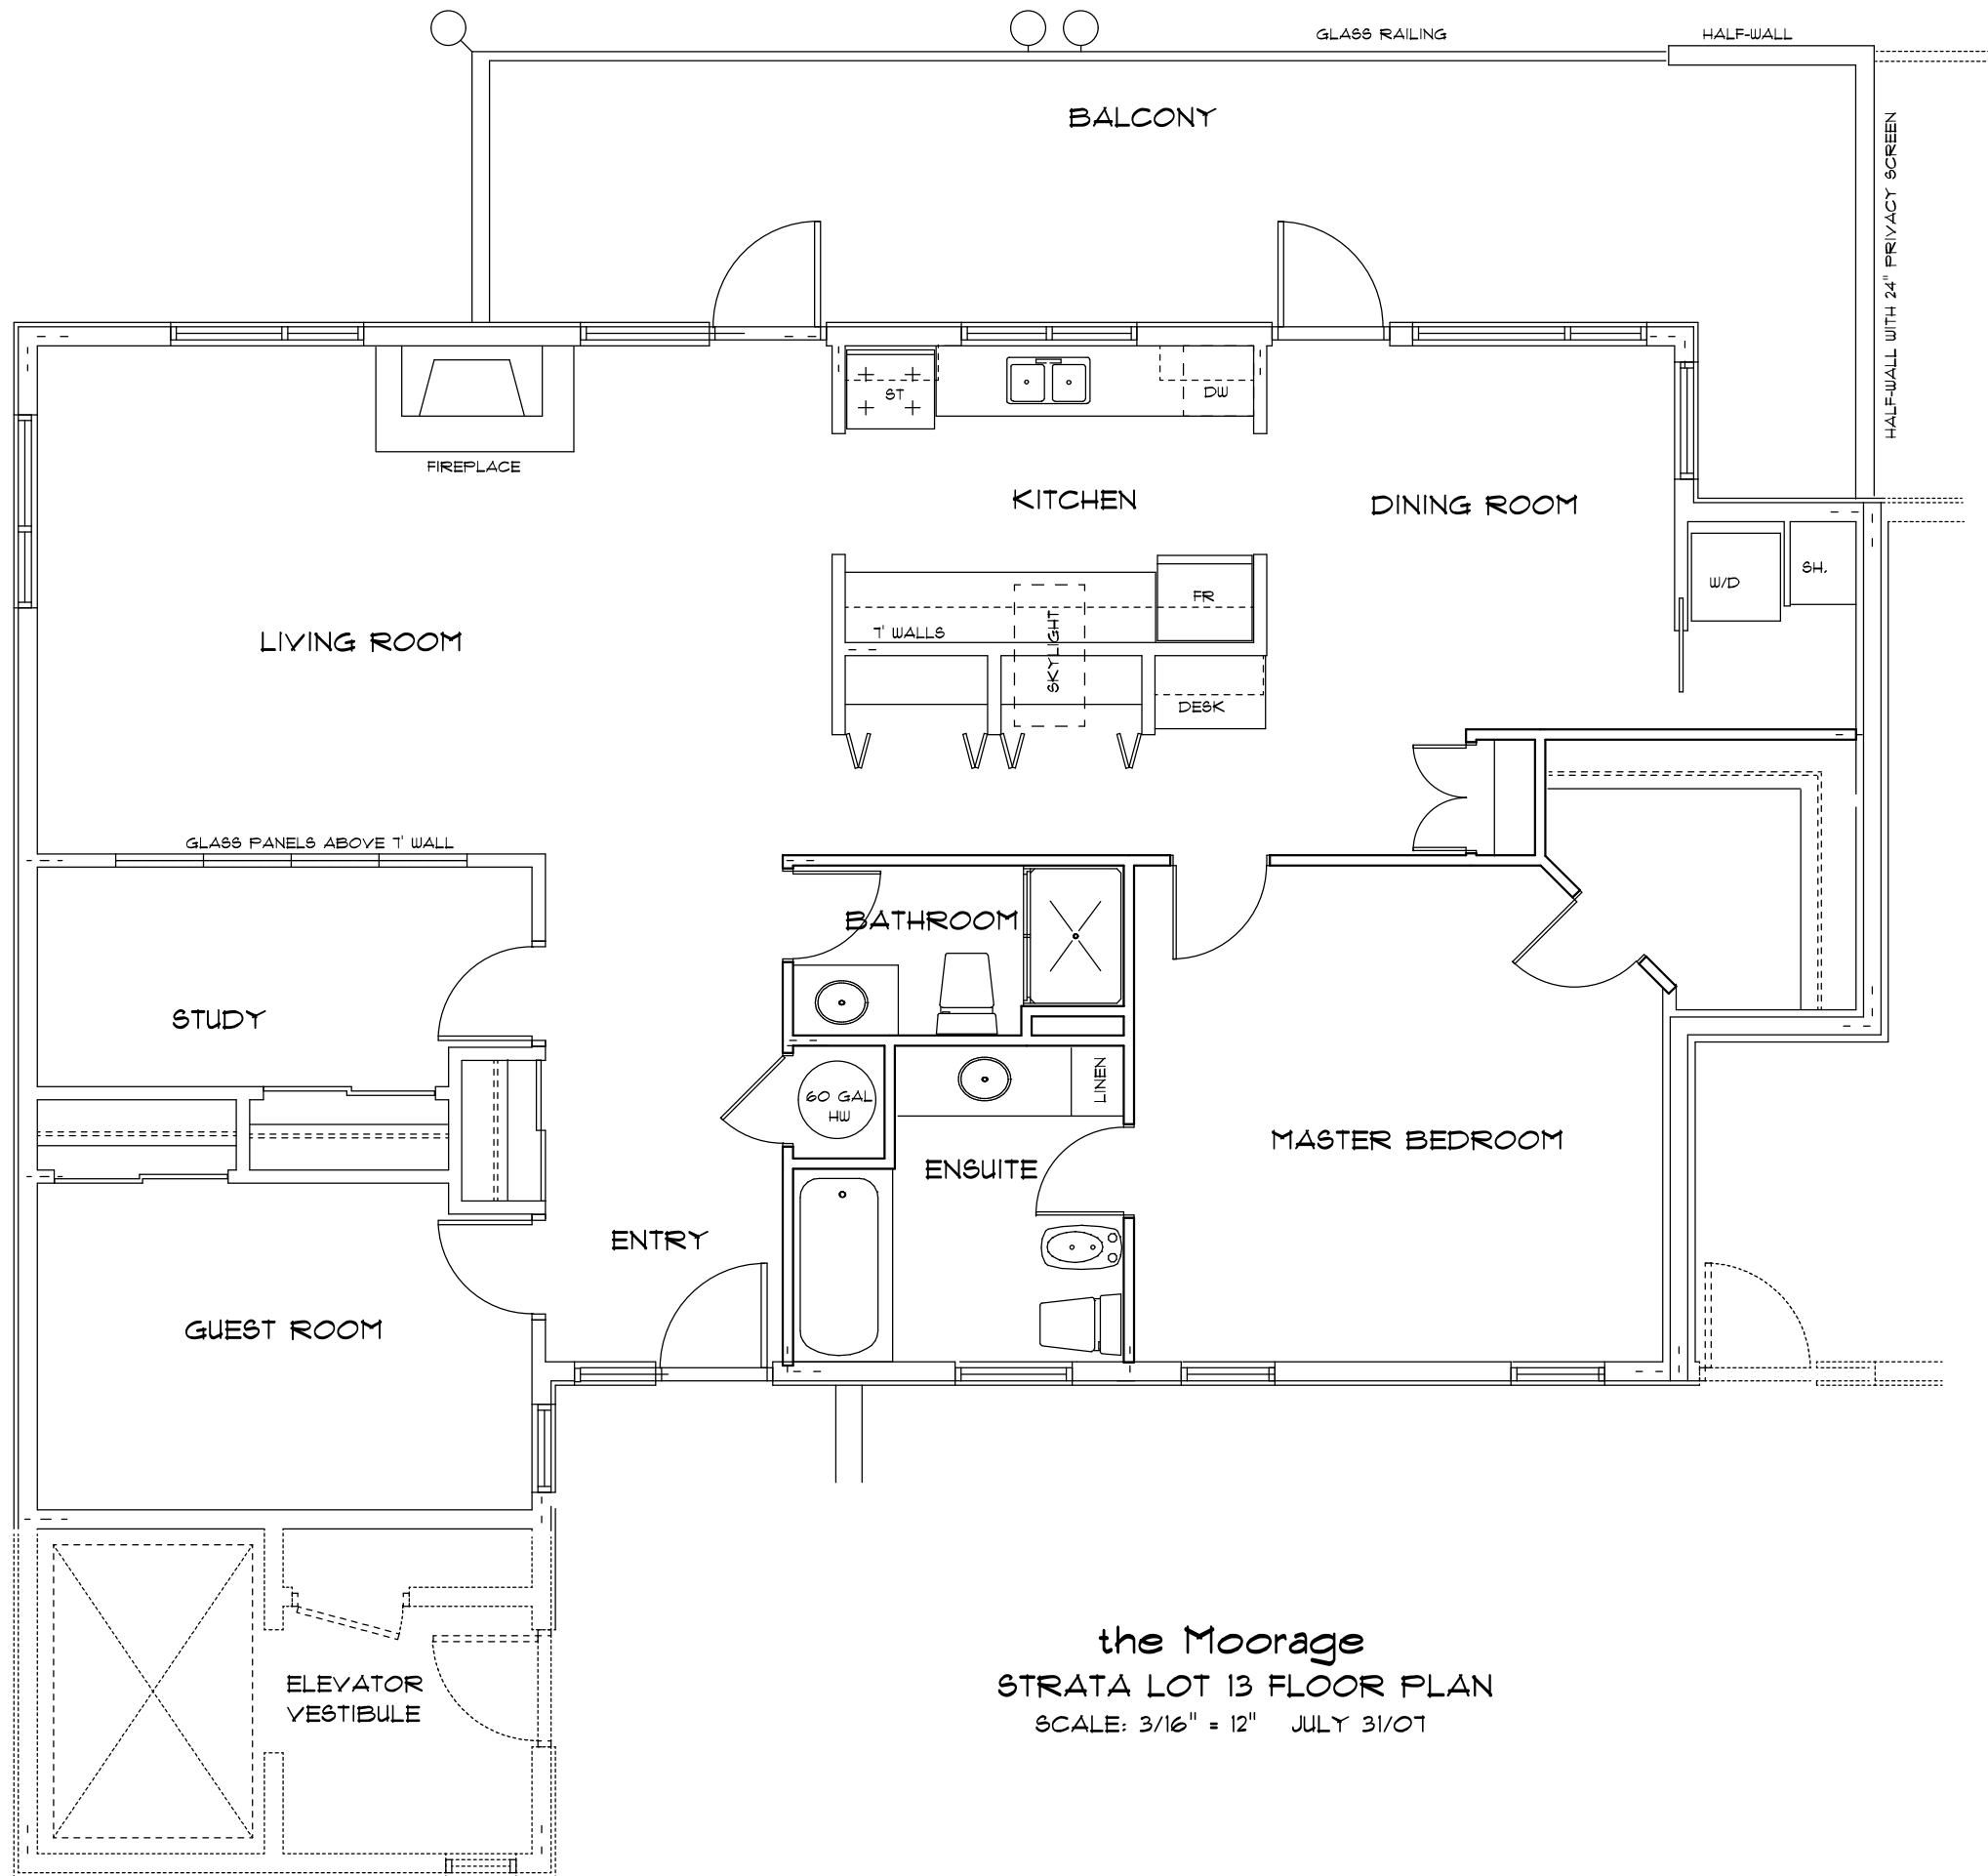 GLASS RAILING
HALF-WALL
BALCONY
HALF-WALL WITH 24" PRIVACY SCREEN
ST
DW
FIREPLACE
KITCHEN
DINING ROOM
W/D
SH.
FR
7' WALLS
SKYLIGHT
LIVING ROOM
DESK
GLASS PANELS ABOVE 7' WALL
BATHROOM
STUDY
60 GAL
HW
LINEN
MASTER BEDROOM
ENSUITE
ENTRY
GUEST ROOM
ELEVATOR
VESTIBULE
the Moorage
STRATA LOT 13 FLOOR PLAN
SCALE: 3/16" = 12" JULY 31/07